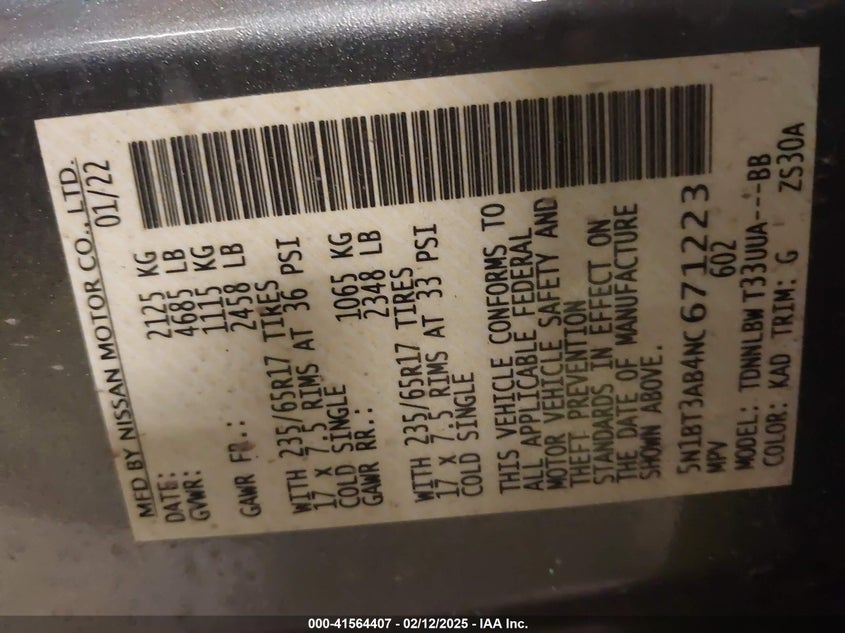 MFD BY NISSAN MOTOR CO., LTD.
DATE: 01/22
GVWR: 2125 KG
4685 LB
1115 KG
GAWR FR.: 2458 LB
WITH 235/65R17 TIRES
17 X 7.5 RIMS AT 36 PSI
COLD SINGLE
GAWR RR.: 1065 KG
2348 LB
WITH 235/65R17 TIRES
17 X 7.5 RIMS AT 33 PSI
COLD SINGLE
THIS VEHICLE CONFORMS TO
ALL APPLICABLE FEDERAL
MOTOR VEHICLE SAFETY AND
THEFT PREVENTION
STANDARDS IN EFFECT ON
THE DATE OF MANUFACTURE
SHOWN ABOVE.
5N1BT3AB4NC671223
MPV 602
MODEL: TDNNLBWT33UUA---BB
COLOR: KAD TRIM: G ZS30A
000-41564407 - 02/12/2025 - IAA Inc.